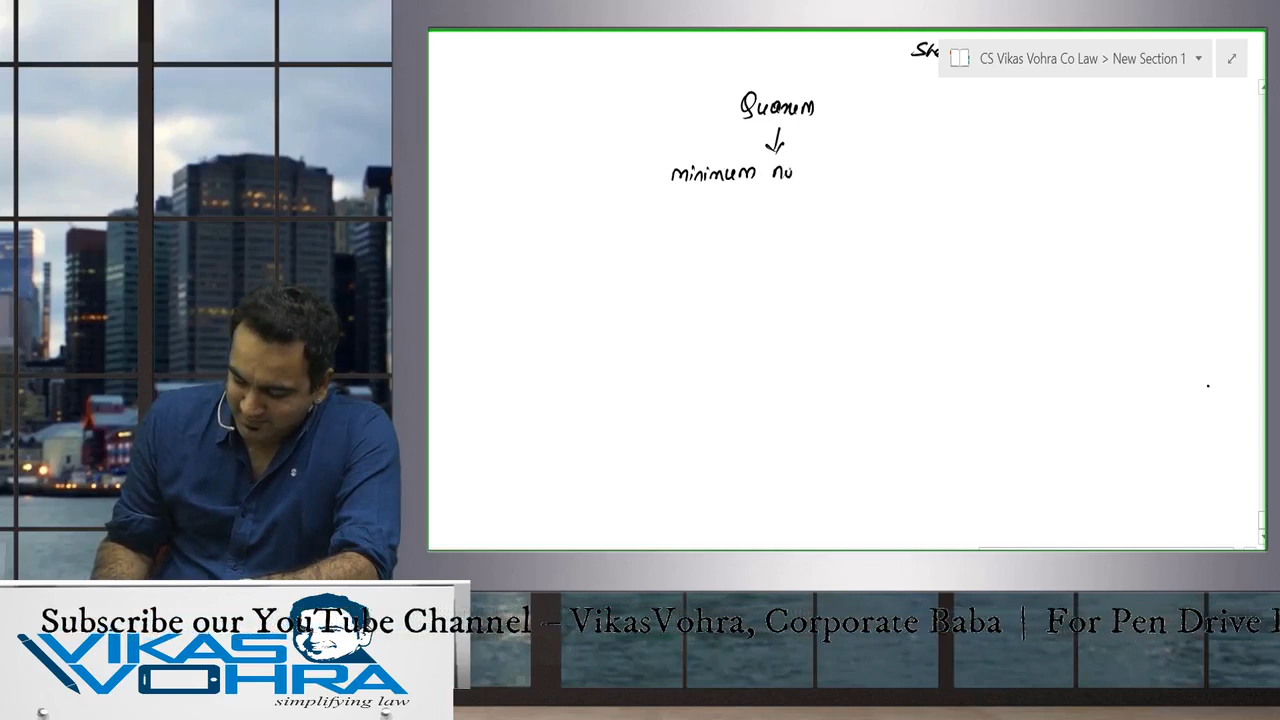 CS Vikas Vohra Co Law > New Section 1
Quorum
minimum no
Subscribe our YouTube Channel – VikasVohra, Corporate Baba | For Pen Drive
VIKAS
VOHRA
simplifying law